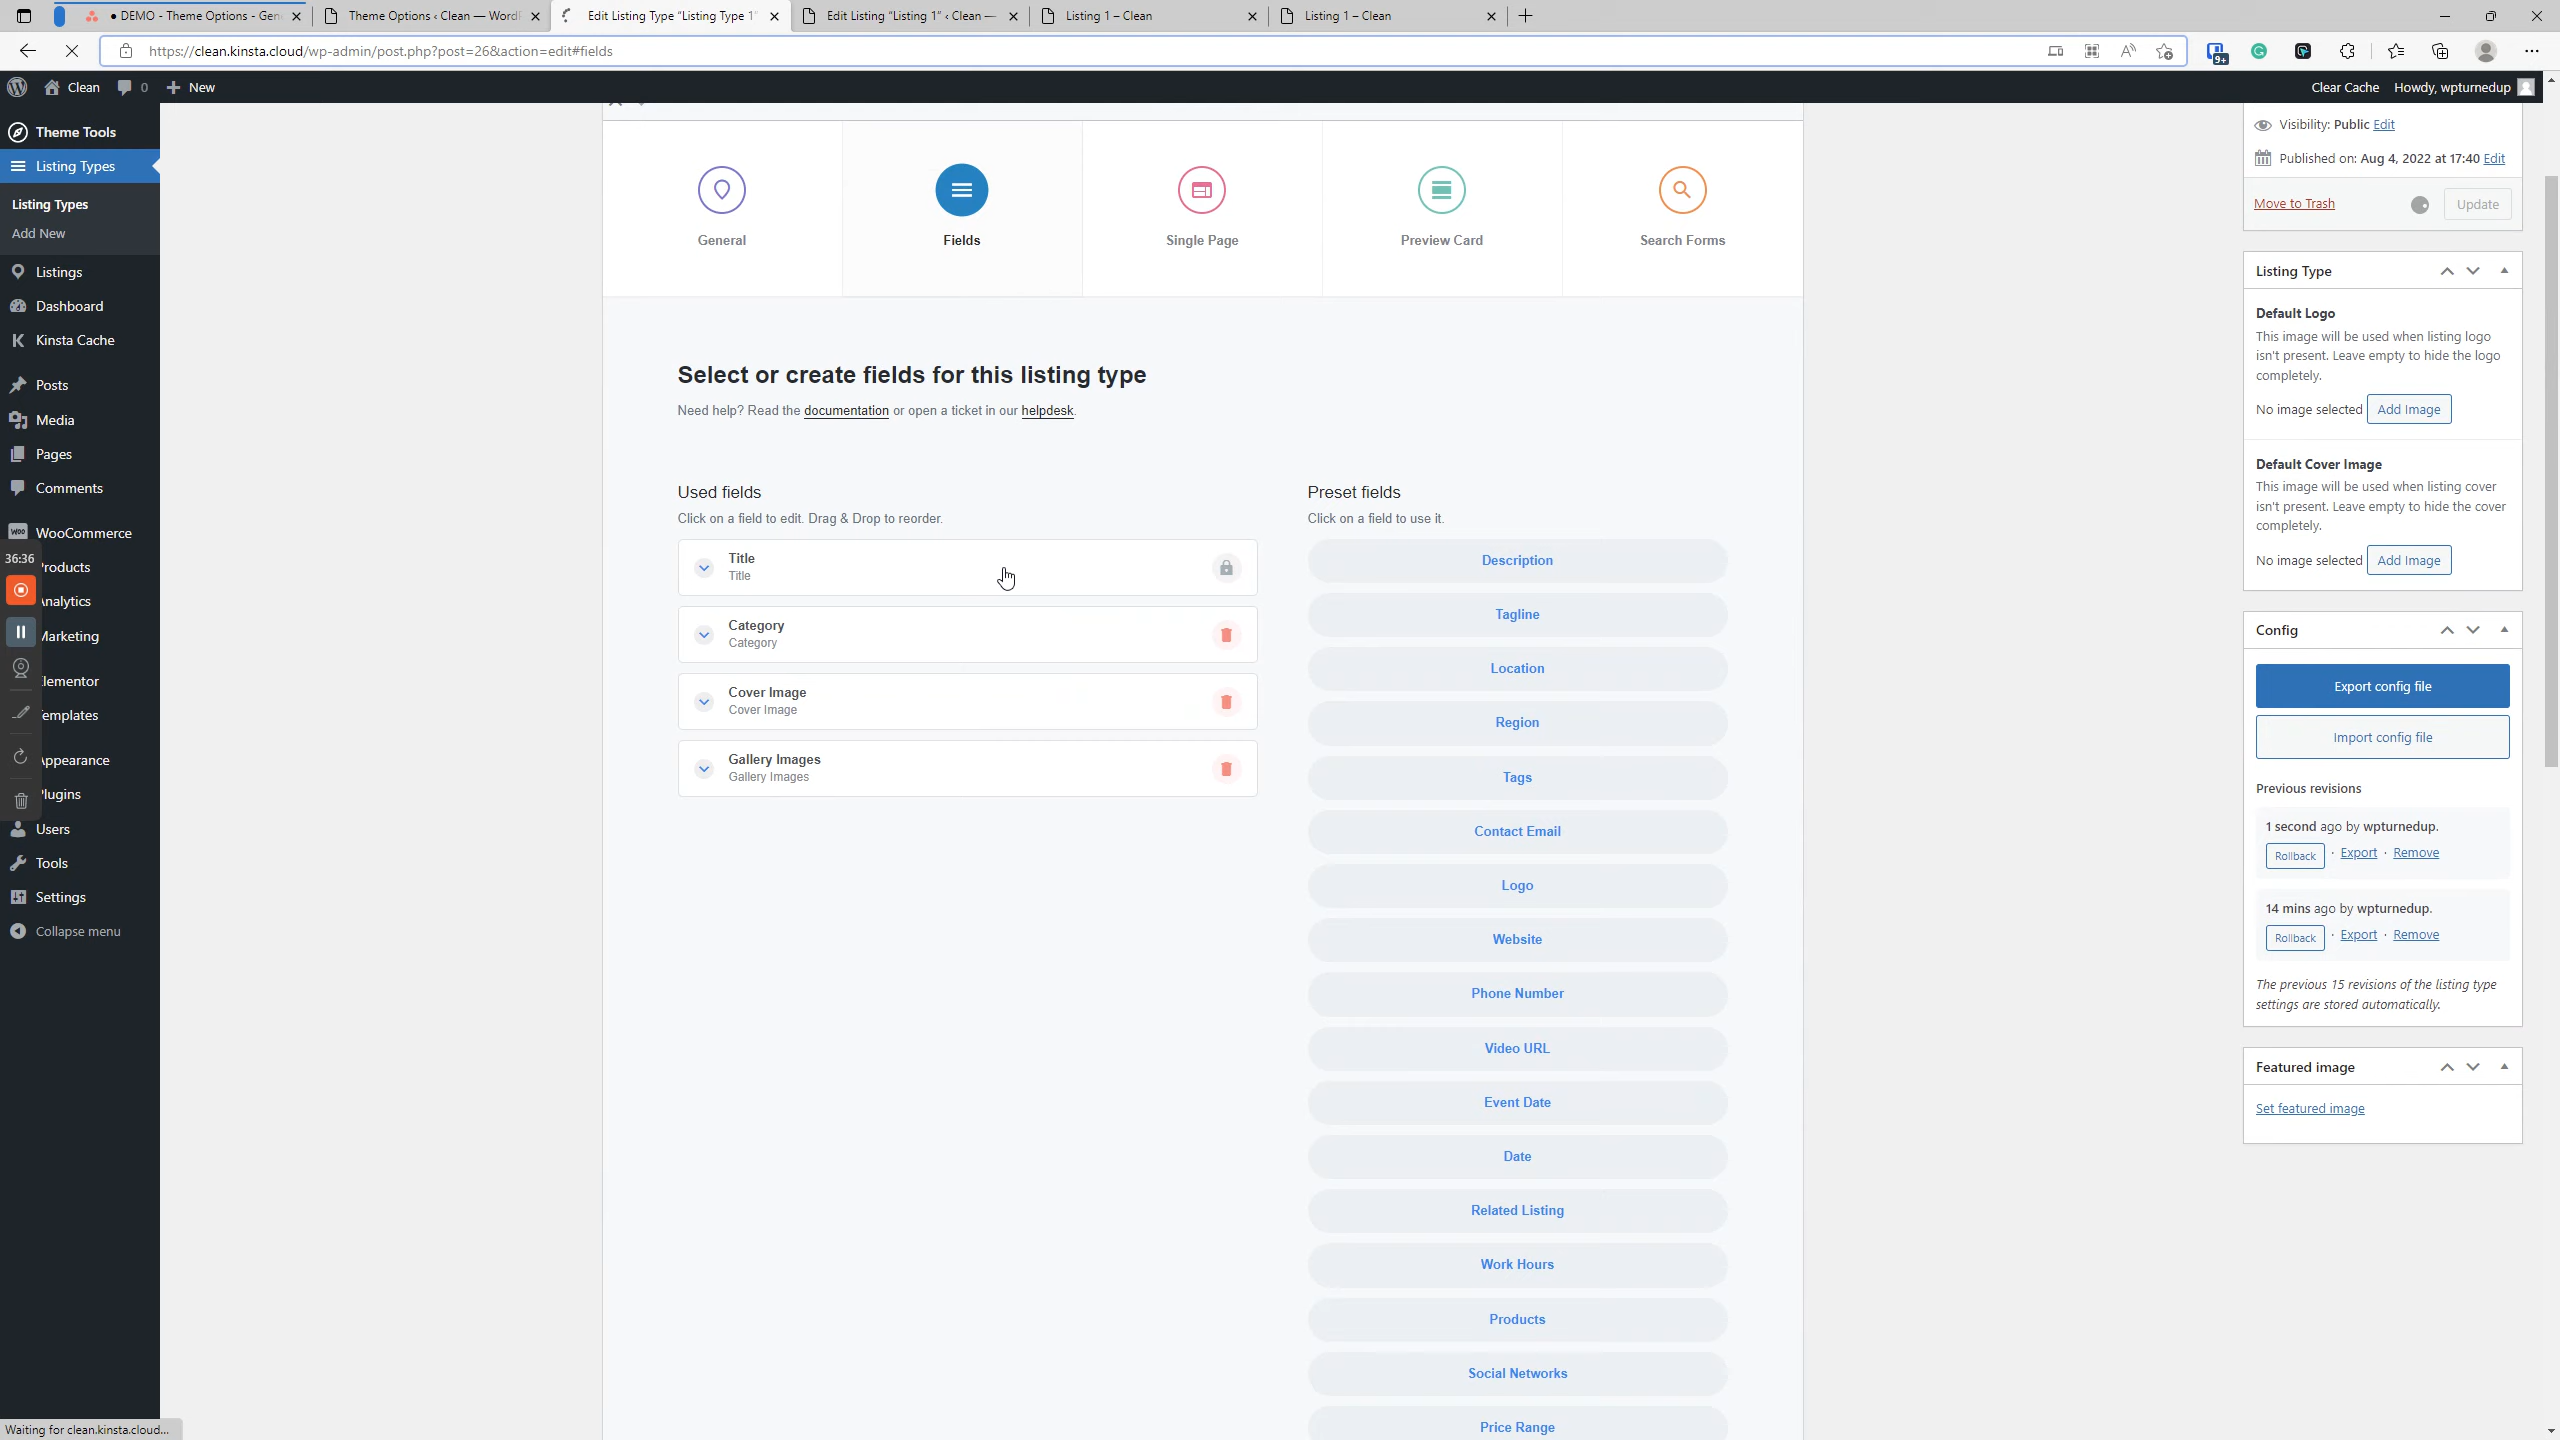 • DEMO - Theme Options - Gen
Theme Options ‹ Clean — WordP
Edit Listing Type "Listing Type 1"
Edit Listing "Listing 1" ‹ Clean —
Listing 1 – Clean
Listing 1 – Clean
https://clean.kinsta.cloud/wp-admin/post.php?post=26&action=edit#fields
9+
Clean
0
New
Clear Cache
Howdy, wpturnedup
Theme Tools
Listing Types
Listing Types
Add New
Listings
Dashboard
Kinsta Cache
Posts
Media
Pages
Comments
WooCommerce
36:36
Products
Analytics
Marketing
Elementor
Templates
Appearance
Plugins
Users
Tools
Settings
Collapse menu
Waiting for clean.kinsta.cloud...
General
Fields
Single Page
Preview Card
Search Forms
Select or create fields for this listing type
Need help? Read the documentation or open a ticket in our helpdesk.
Used fields
Click on a field to edit. Drag & Drop to reorder.
Title
Title
Category
Category
Cover Image
Cover Image
Gallery Images
Gallery Images
Preset fields
Click on a field to use it.
Description
Tagline
Location
Region
Tags
Contact Email
Logo
Website
Phone Number
Video URL
Event Date
Date
Related Listing
Work Hours
Products
Social Networks
Price Range
Visibility: Public Edit
Published on: Aug 4, 2022 at 17:40 Edit
Move to Trash
Update
Listing Type
Default Logo
This image will be used when listing logo
isn't present. Leave empty to hide the logo
completely.
No image selected
Add Image
Default Cover Image
This image will be used when listing cover
isn't present. Leave empty to hide the cover
completely.
No image selected
Add Image
Config
Export config file
Import config file
Previous revisions
1 second ago by wpturnedup.
Rollback · Export · Remove
14 mins ago by wpturnedup.
Rollback · Export · Remove
The previous 15 revisions of the listing type
settings are stored automatically.
Featured image
Set featured image